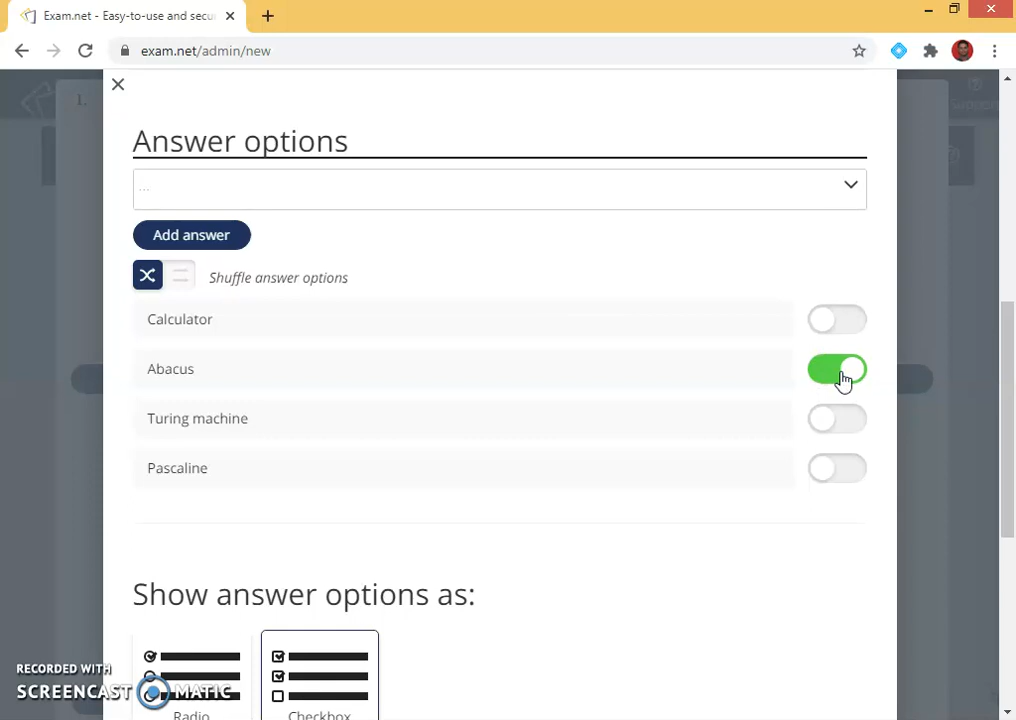 Exam.net - Easy-to-use and secu
exam.net/admin/new
1.
Answer options
...
Add answer
Shuffle answer options
Calculator
Abacus
Turing machine
Pascaline
Show answer options as:
Radio
Checkbox
RECORDED WITH
SCREENCAST MATIC